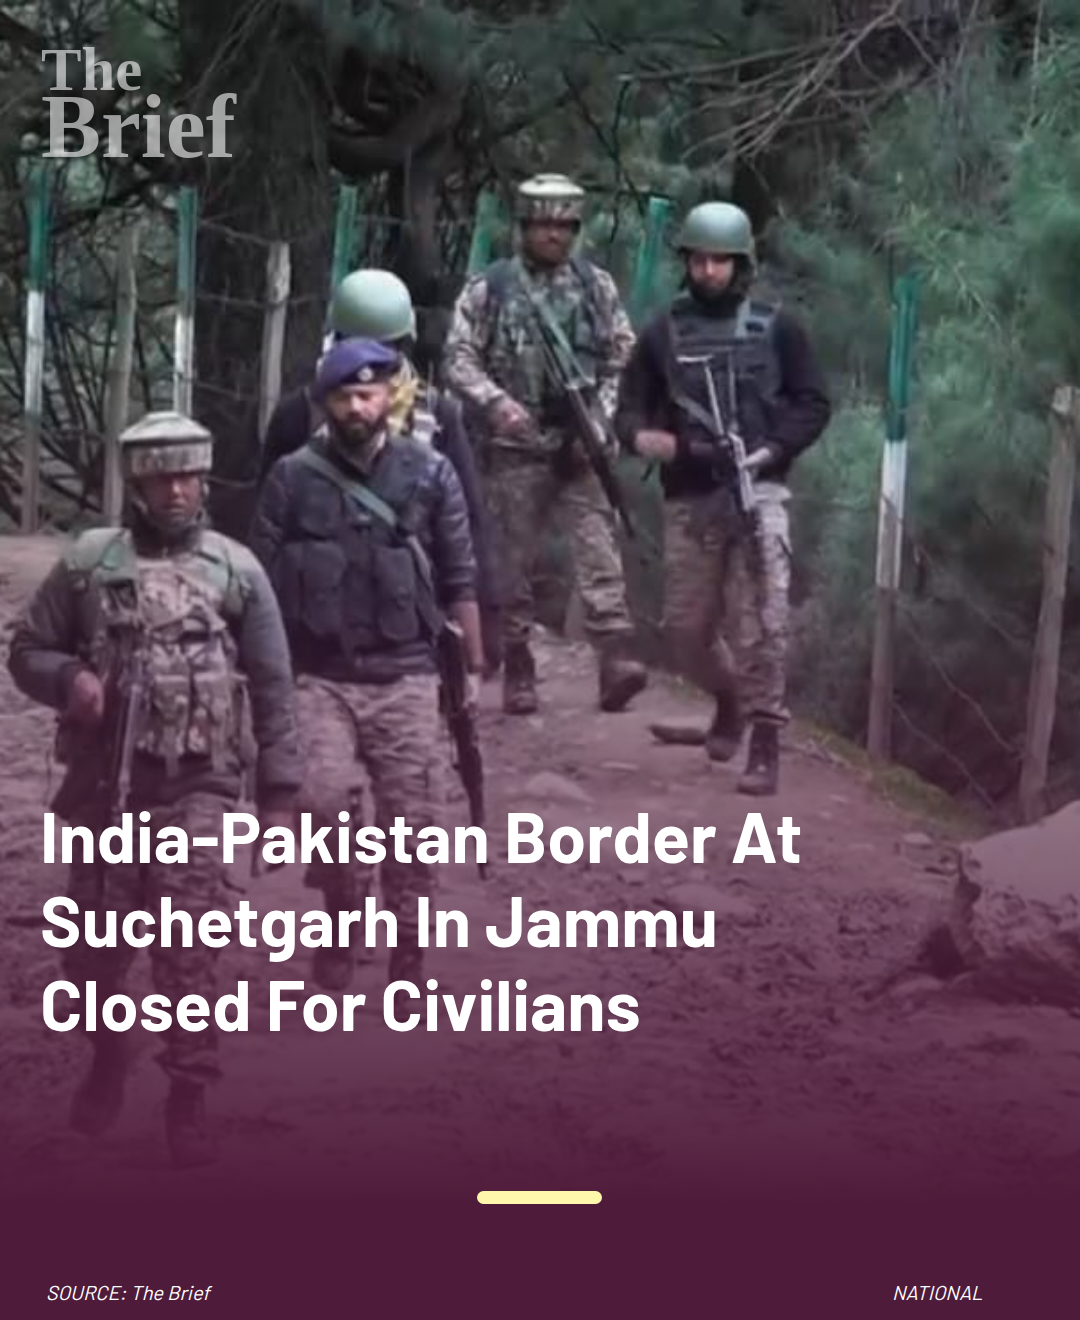 The
Brief
India-Pakistan Border At
Suchetgarh In Jammu
Closed For Civilians
SOURCE: The Brief
NATIONAL